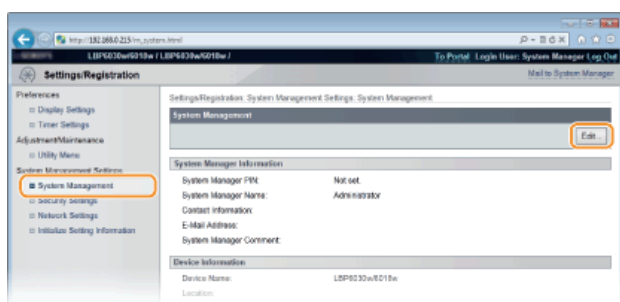 http://192.168.0.215/m_system.html
LBP6030w/6018w / LBP6030w/6018w /
To Portal Login User: System Manager Log Out
Settings/Registration
Mail to System Manager
Preferences
Display Settings
Timer Settings
Adjustment/Maintenance
Utility Menu
System Management Settings
System Management
Security Settings
Network Settings
Initialize Setting Information
Settings/Registration: System Management Settings: System Management
System Management
Edit...
System Manager Information
System Manager PIN: Not set.
System Manager Name: Administrator
Contact Information:
E-Mail Address:
System Manager Comment:
Device Information
Device Name: LBP6030w/6018w
Location: